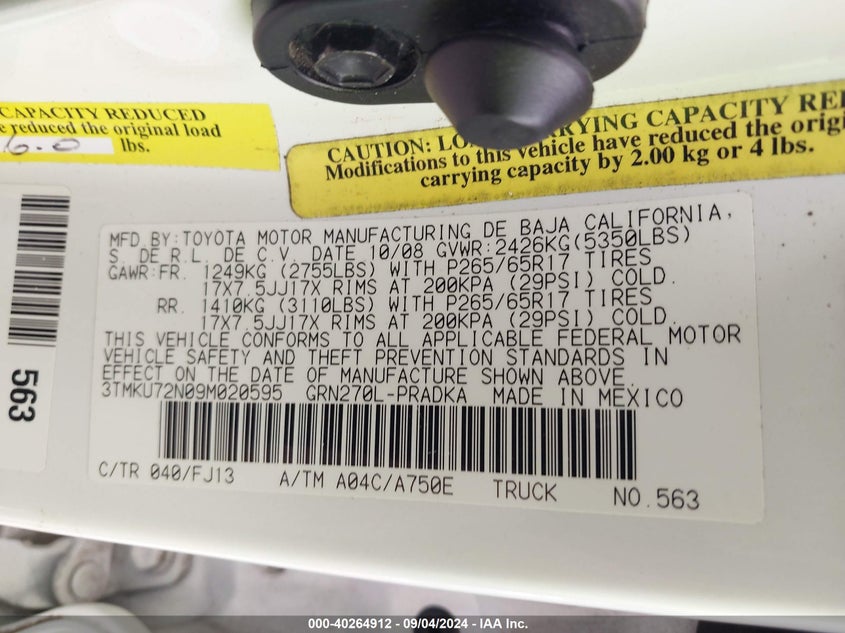 CAPACITY REDUCED
e reduced the original load
6.0 lbs.
CAUTION: LO RRYING CAPACITY RE
Modifications to this vehicle have reduced the orig
carrying capacity by 2.00 kg or 4 lbs.
563
MFD BY:TOYOTA MOTOR MANUFACTURING DE BAJA CALIFORNIA,
S. DE R.L. DE C.V. DATE 10/08 GVWR:2426KG(5350LBS)
GAWR:FR. 1249KG (2755LBS) WITH P265/65R17 TIRES
17X7.5JJ17X RIMS AT 200KPA (29PSI) COLD.
RR. 1410KG (3110LBS) WITH P265/65R17 TIRES
17X7.5JJ17X RIMS AT 200KPA (29PSI) COLD.
THIS VEHICLE CONFORMS TO ALL APPLICABLE FEDERAL MOTOR
VEHICLE SAFETY AND THEFT PREVENTION STANDARDS IN
EFFECT ON THE DATE OF MANUFACTURE SHOWN ABOVE.
3TMKU72N09M020595 GRN270L-PRADKA MADE IN MEXICO
C/TR 040/FJ13 A/TM A04C/A750E TRUCK NO.563
000-40264912 - 09/04/2024 - IAA Inc.